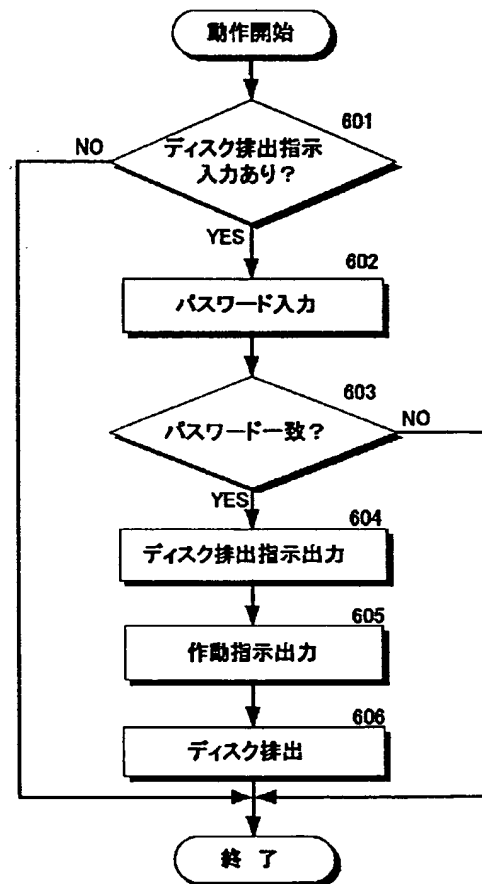 動作開始
601
ディスク排出指示
入力あり？
NO
YES
602
パスワード入力
603
パスワード一致？
NO
YES
604
ディスク排出指示出力
605
作動指示出力
606
ディスク排出
終 了